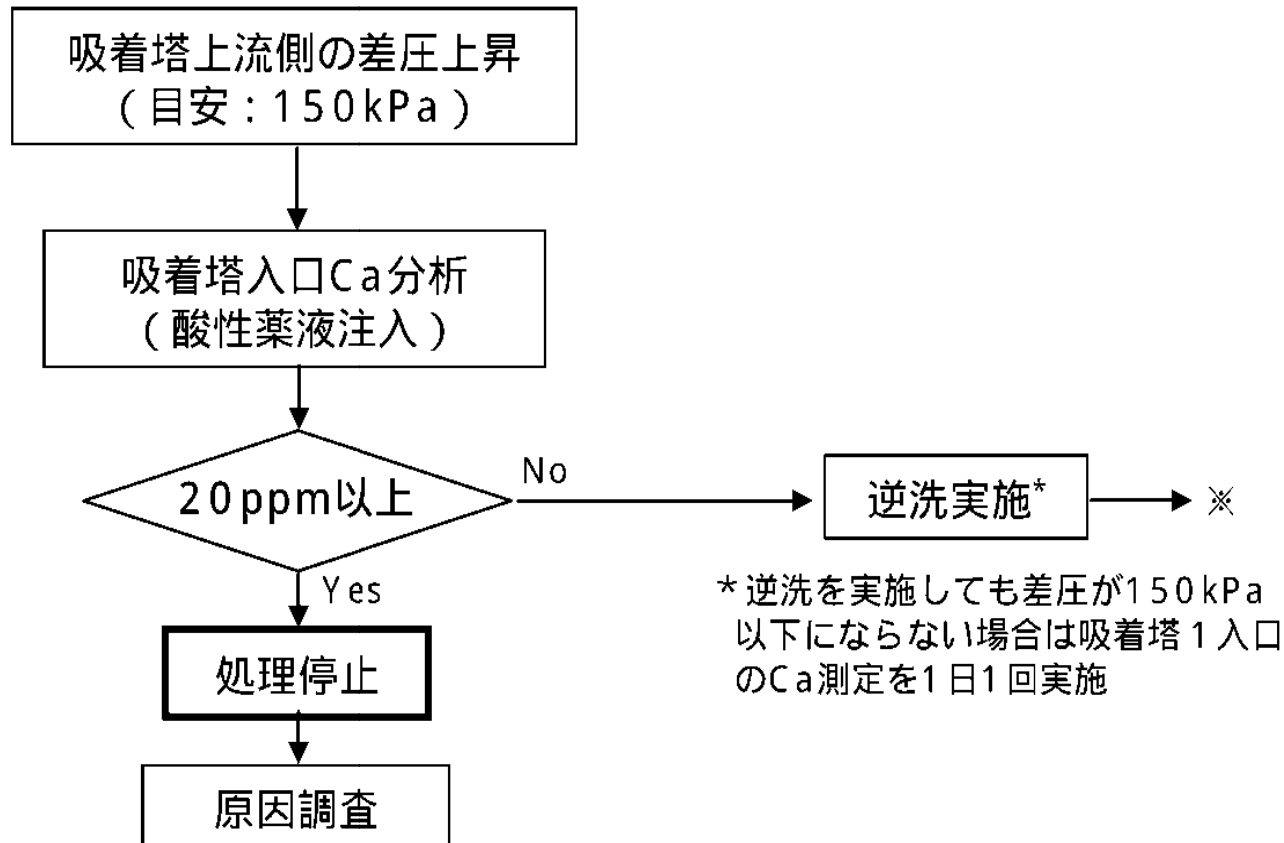 吸着塔上流側の差圧上昇
（目安：150kPa）
吸着塔入口Ca分析
（酸性薬液注入）
20ppm以上
No
逆洗実施*
※
Yes
*逆洗を実施しても差圧が150kPa
以下にならない場合は吸着塔１入口
のCa測定を1日1回実施
処理停止
原因調査